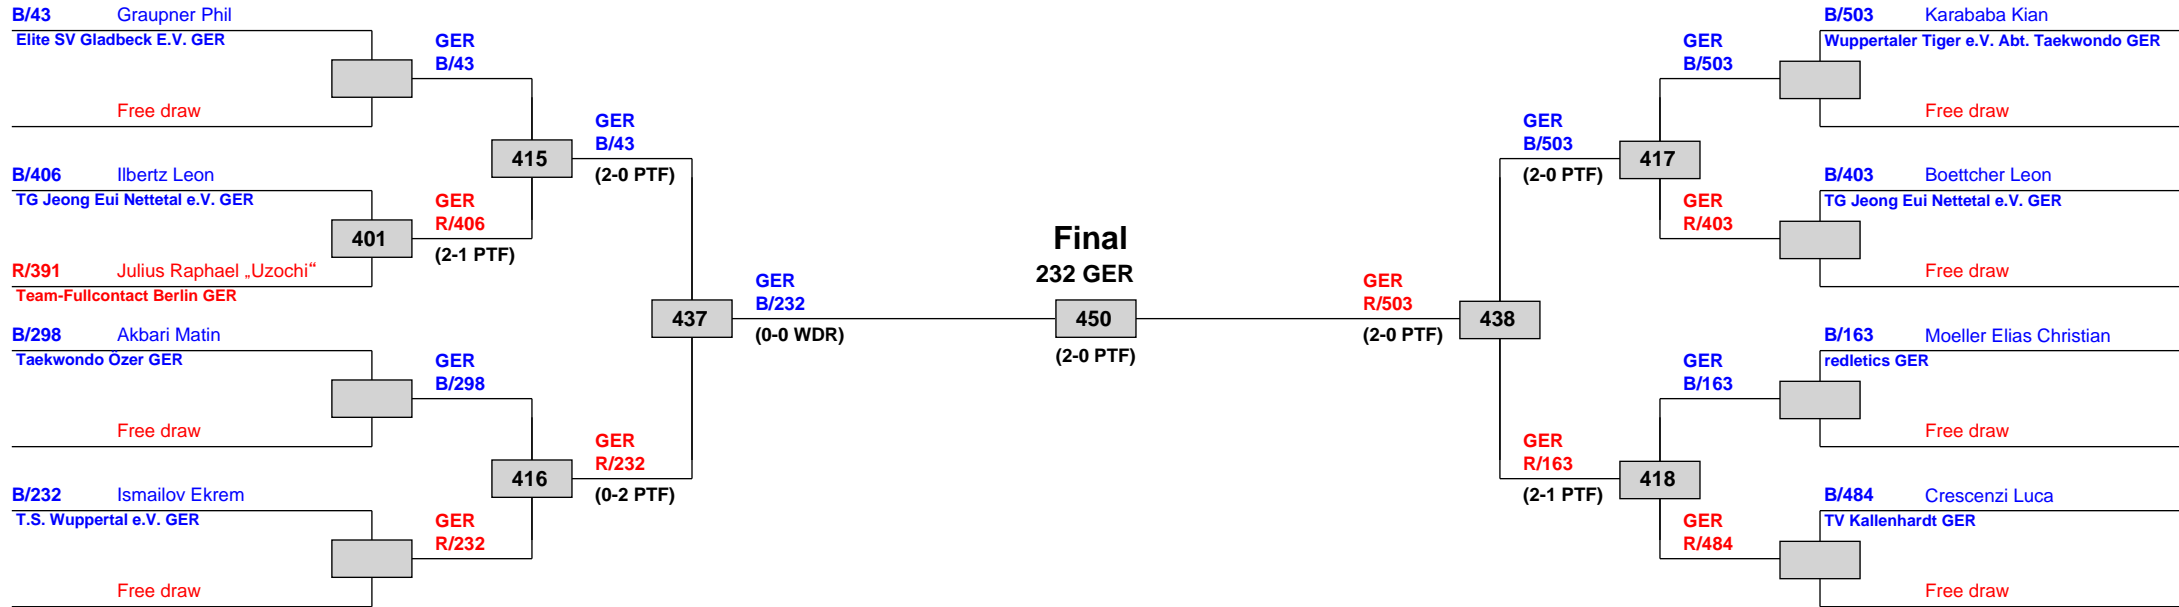 B/43 Graupner Phil
Elite SV Gladbeck E.V. GER
Free draw
GER
B/43
B/406 Ilbertz Leon
TG Jeong Eui Nettetal e.V. GER
401
R/391 Julius Raphael „Uzochi“
Team-Fullcontact Berlin GER
GER
R/406
(2-1 PTF)
415
GER
B/43
(2-0 PTF)
B/298 Akbari Matin
Taekwondo Özer GER
Free draw
GER
B/298
B/232 Ismailov Ekrem
T.S. Wuppertal e.V. GER
Free draw
GER
R/232
416
GER
R/232
(0-2 PTF)
437
GER
B/232
(0-0 WDR)
Final
232 GER
450
(2-0 PTF)
GER
R/503
(2-0 PTF)
438
GER
B/503
(2-0 PTF)
417
GER
B/503
B/503 Karababa Kian
Wuppertaler Tiger e.V. Abt. Taekwondo GER
Free draw
GER
R/403
B/403 Boettcher Leon
TG Jeong Eui Nettetal e.V. GER
Free draw
GER
R/163
(2-1 PTF)
418
GER
B/163
B/163 Moeller Elias Christian
redletics GER
Free draw
GER
R/484
B/484 Crescenzi Luca
TV Kallenhardt GER
Free draw